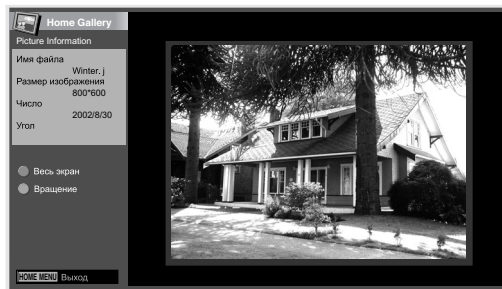 Home Gallery
Picture Information
Имя файла
Winter. j
Размер изображения
800*600
Число
2002/8/30
Угол
Весь экран
Вращение
HOME MENU Выход